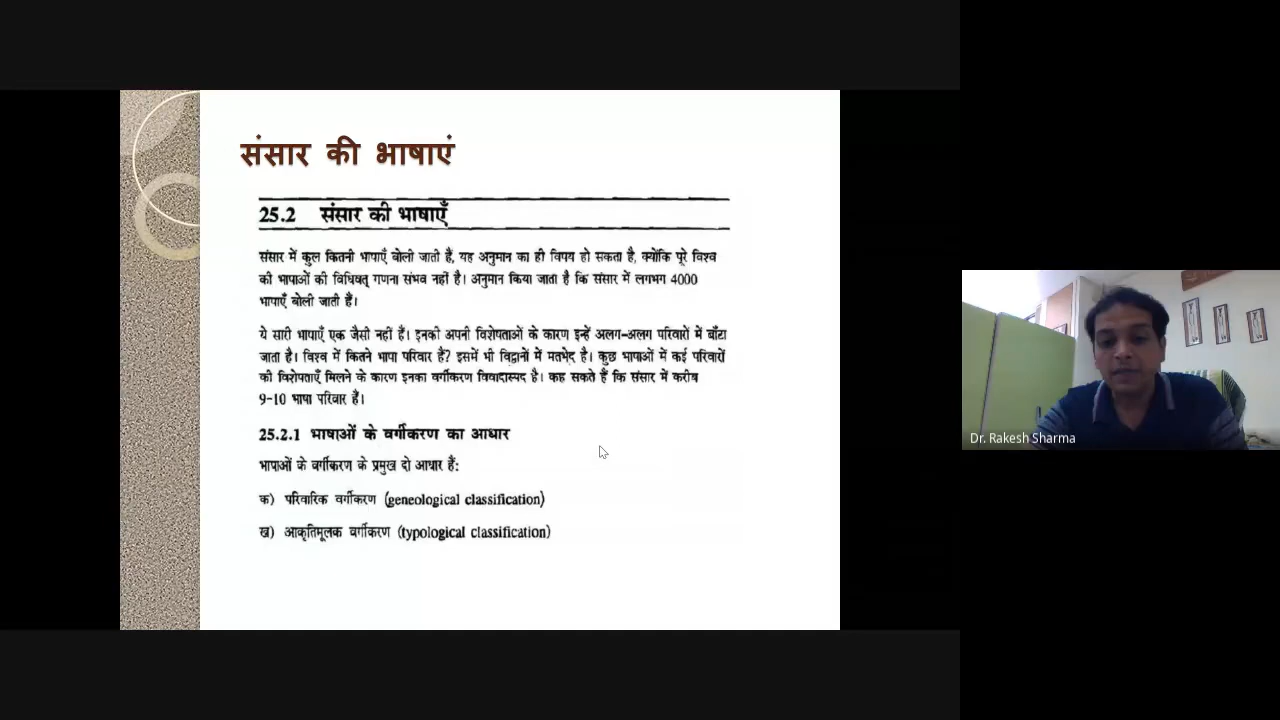 संसार की भाषाएं
25.2 संसार की भाषाएँ
संसार में कुल कितनी भाषाएँ बोली जाती हैं, यह अनुमान का ही विषय हो सकता है, क्योंकि पूरे विश्व
की भाषाओं की विधिवत् गणना संभव नहीं है। अनुमान किया जाता है कि संसार में लगभग 4000
भाषाएँ बोली जाती हैं।
ये सारी भाषाएँ एक जैसी नहीं हैं। इनकी अपनी विशेषताओं के कारण इन्हें अलग-अलग परिवारों में बाँटा
जाता है। विश्व में कितने भाषा परिवार हैं? इसमें भी विद्वानों में मतभेद है। कुछ भाषाओं में कई परिवारों
की विशेषताएँ मिलने के कारण इनका वर्गीकरण विवादास्पद है। कह सकते हैं कि संसार में करीब
9-10 भाषा परिवार हैं।
25.2.1 भाषाओं के वर्गीकरण का आधार
भाषाओं के वर्गीकरण के प्रमुख दो आधार हैं:
क) परिवारिक वर्गीकरण (geneological classification)
ख) आकृतिमूलक वर्गीकरण (typological classification)
Dr. Rakesh Sharma